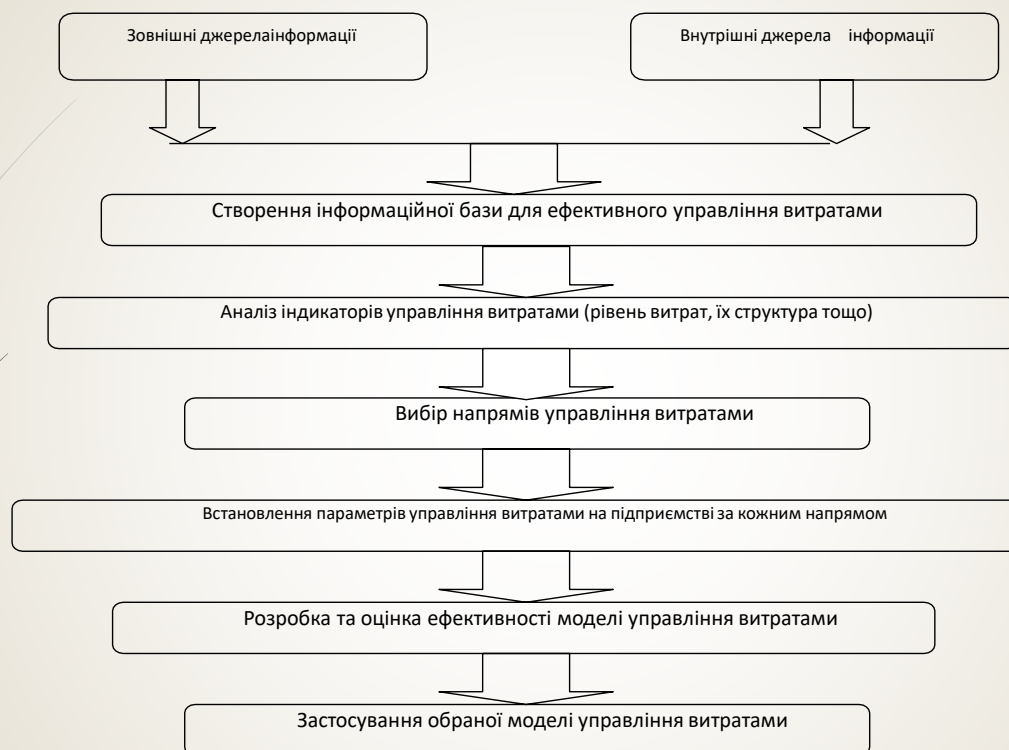 Зовнішні джерелаінформації
Внутрішні джерела інформації
Створення інформаційної бази для ефективного управління витратами
Аналіз індикаторів управління витратами (рівень витрат, їх структура тощо)
Вибір напрямів управління витратами
Встановлення параметрів управління витратами на підприємстві за кожним напрямом
Розробка та оцінка ефективності моделі управління витратами
Застосування обраної моделі управління витратами